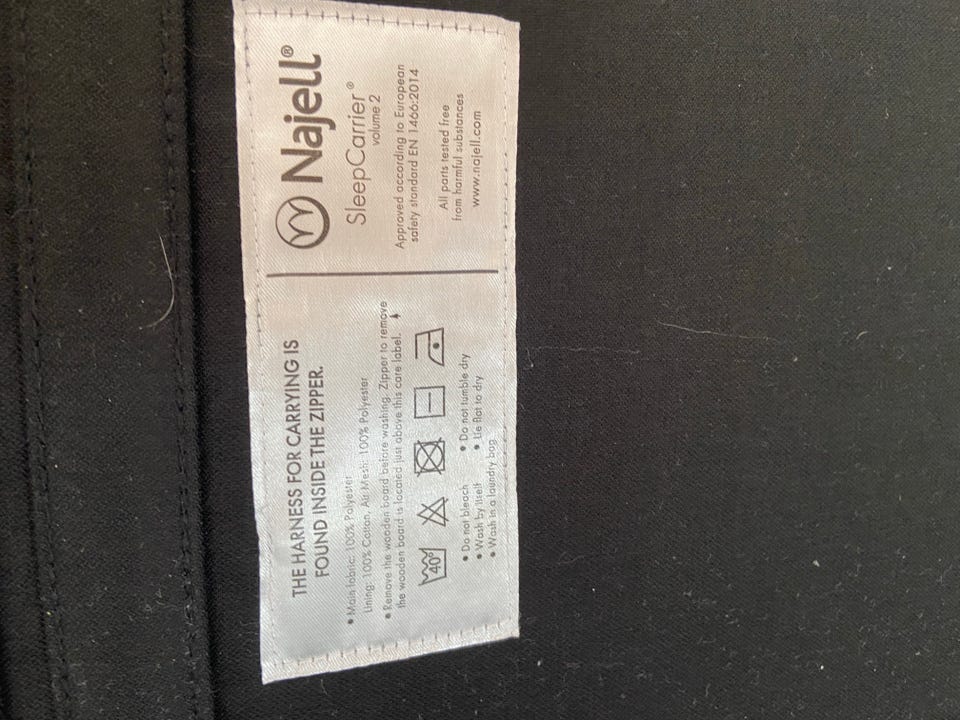 THE HARNESS FOR CARRYING IS
FOUND INSIDE THE ZIPPER.
• Main fabric: 100% Polyester
Lining: 100% Cotton, Air Mesh: 100% Polyester
• Remove the wooden board before washing. Zipper to remove
the wooden board is located just above this care label.
40°
• Do not bleach
• Wash by itself
• Wash in a laundry bag
• Do not tumble dry
• Lie flat to dry
Najell®
SleepCarrier®
volume 2
Approved according to European
safety standard EN 1466:2014
All parts tested free
from harmful substances
www.najell.com